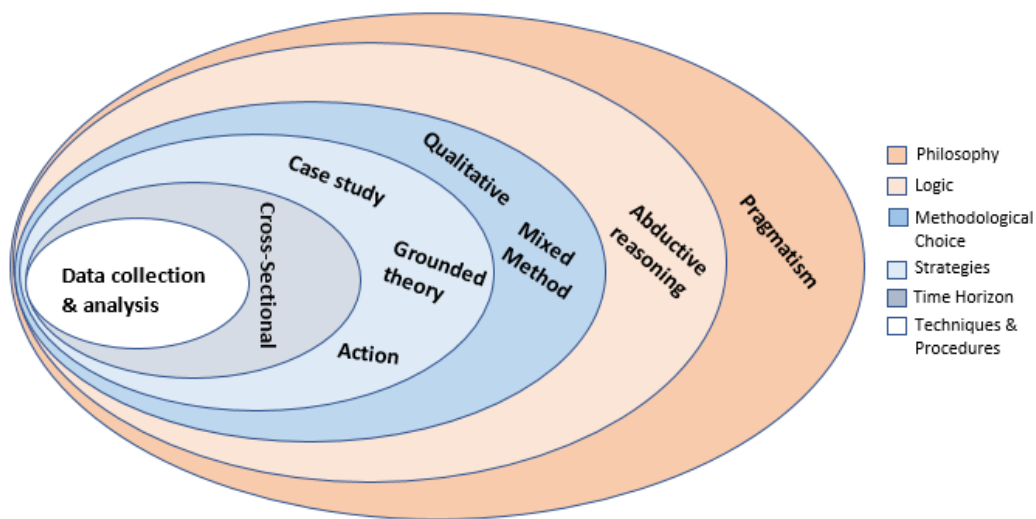 Data collection
& analysis
Cross-Sectional
Case study
Grounded
theory
Action
Qualitative
Mixed
Method
Abductive
reasoning
Pragmatism
Philosophy
Logic
Methodological
Choice
Strategies
Time Horizon
Techniques &
Procedures